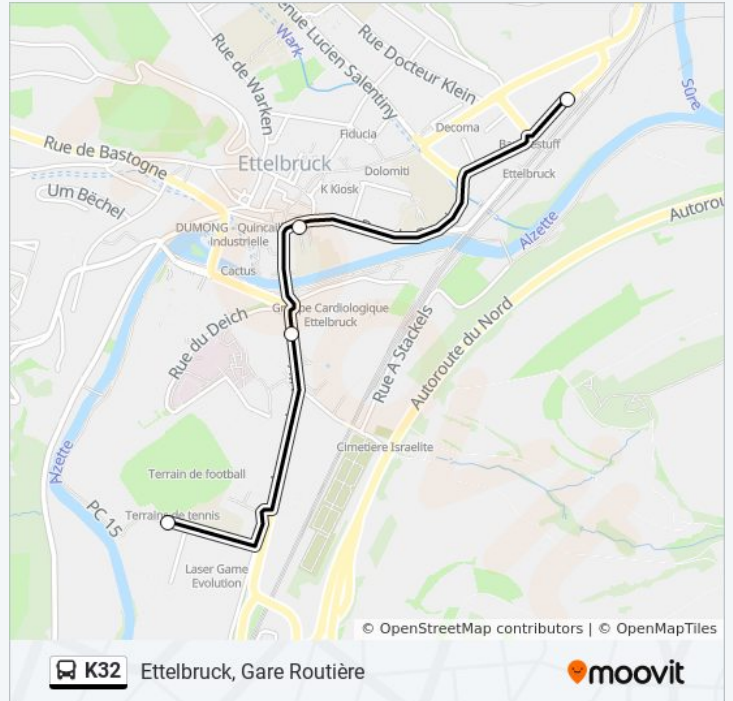 Avenue Lucien Salentiny
Wark
Rue Docteur Klein
Rue de Warken
Sûre
Fiducia
Decoma
Rue de Bastogne
Ettelbruck
Dolomiti
Ettelbruck
Um Bëchel
K Kiosk
DUMONG - Quincail
Industrielle
Alzette
Autorou
Cactus
Groupe Cardiologique
Ettelbruck
Rue du Deich
Rue A Stackels
Autoroute du Nord
Cimetière Israelite
Alzette
Terrain de football
PC 15
Terrains de tennis
Laser Game
Evolution
© OpenStreetMap contributors | © OpenMapTiles
K32 Ettelbruck, Gare Routière
moovit